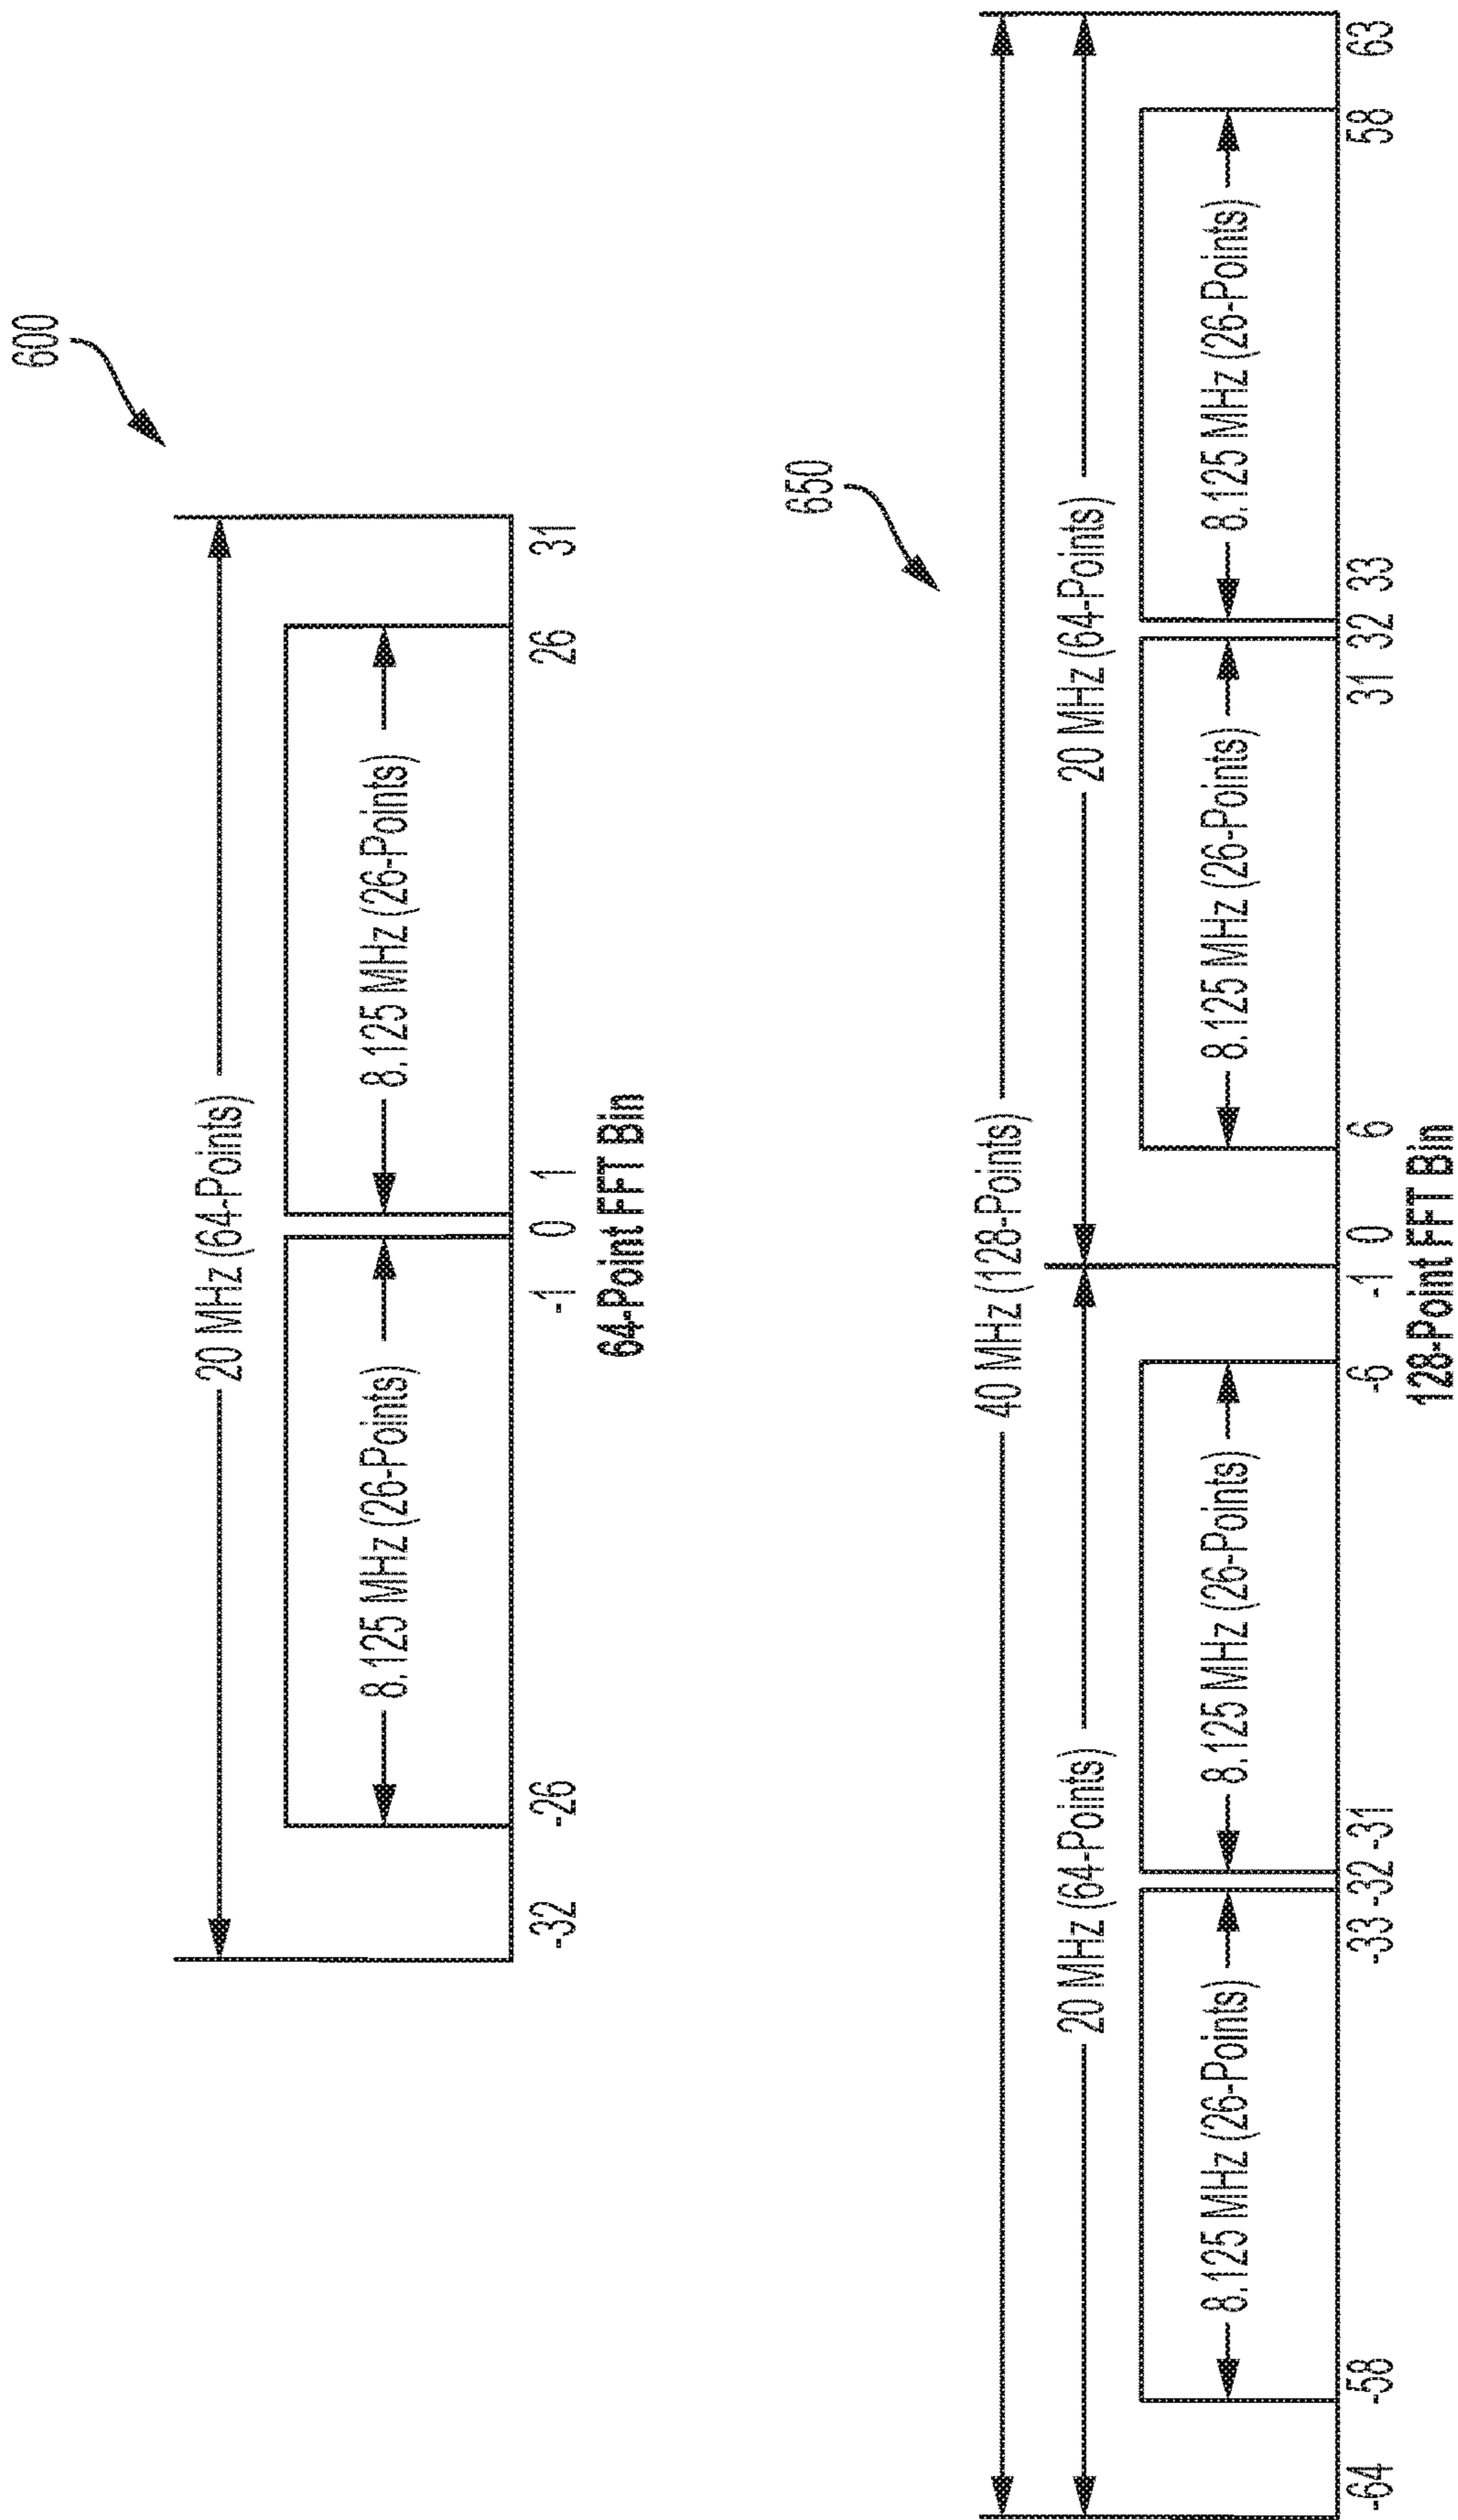 600
20 MHz (64-Points)
8.125 MHz (26-Points) 8.125 MHz (26-Points)
-32 -26 -1 0 1 26 31
64-Point FFT Bin
650
40 MHz (128-Points)
20 MHz (64-Points) 20 MHz (64-Points)
8.125 MHz (26-Points) 8.125 MHz (26-Points) 8.125 MHz (26-Points) 8.125 MHz (26-Points)
-64 -58 -33 -32 -31 -6 -1 0 6 31 32 33 58 63
128-Point FFT Bin